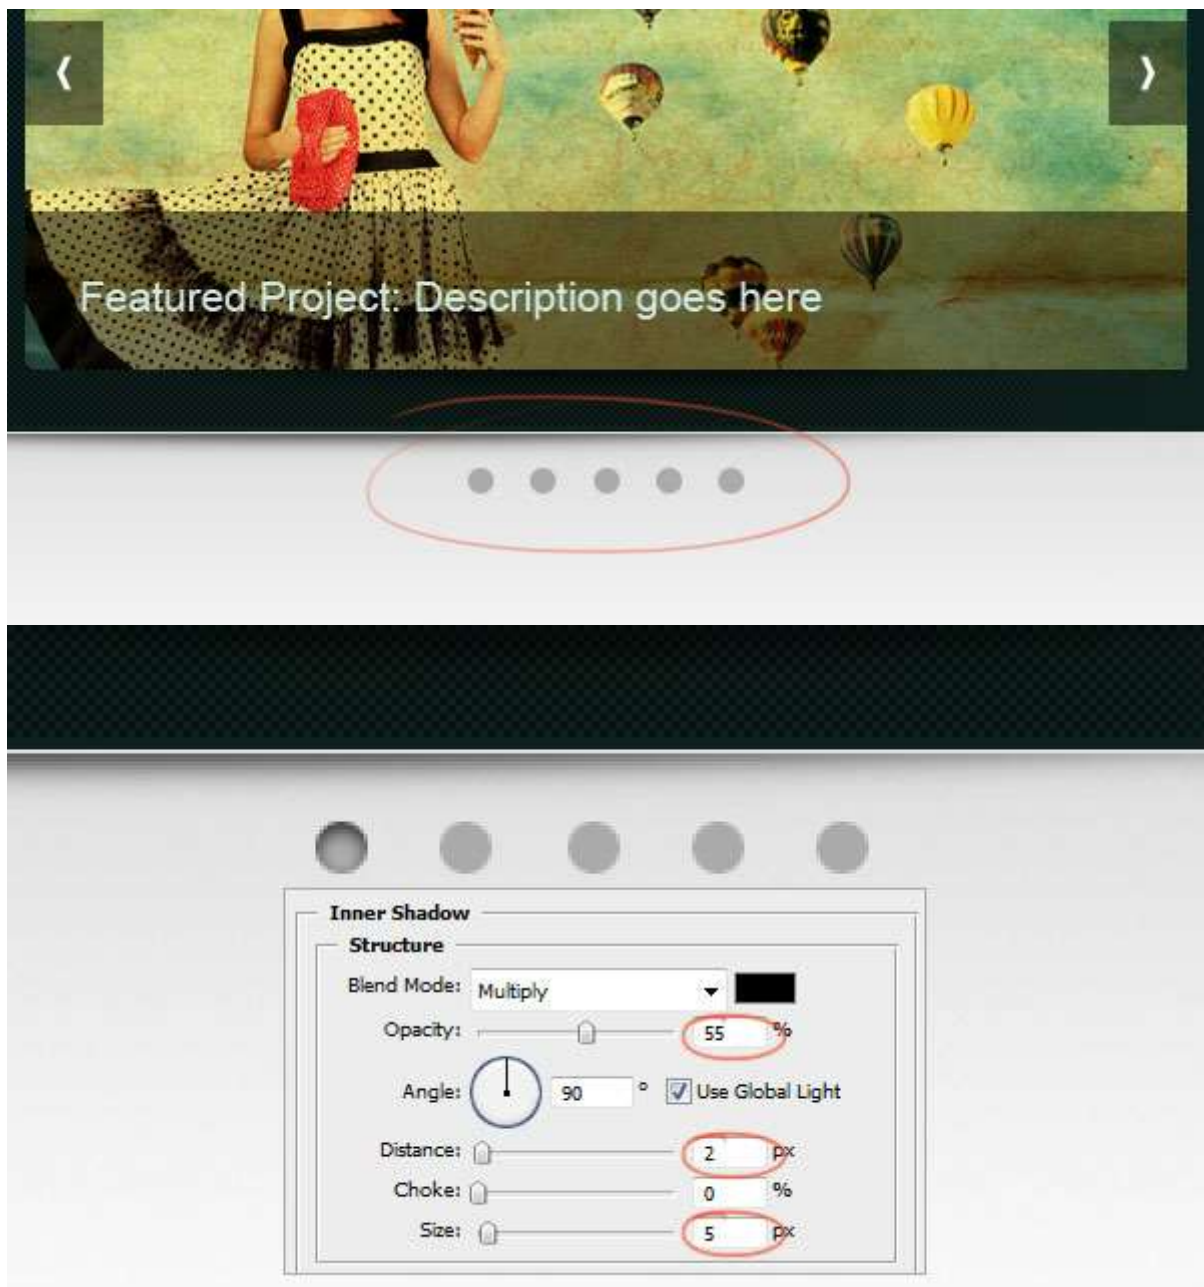 Featured Project: Description goes here
Inner Shadow
Structure
Blend Mode: Multiply
Opacity: 55 %
Angle: 90 ° Use Global Light
Distance: 2 px
Choke: 0 %
Size: 5 px